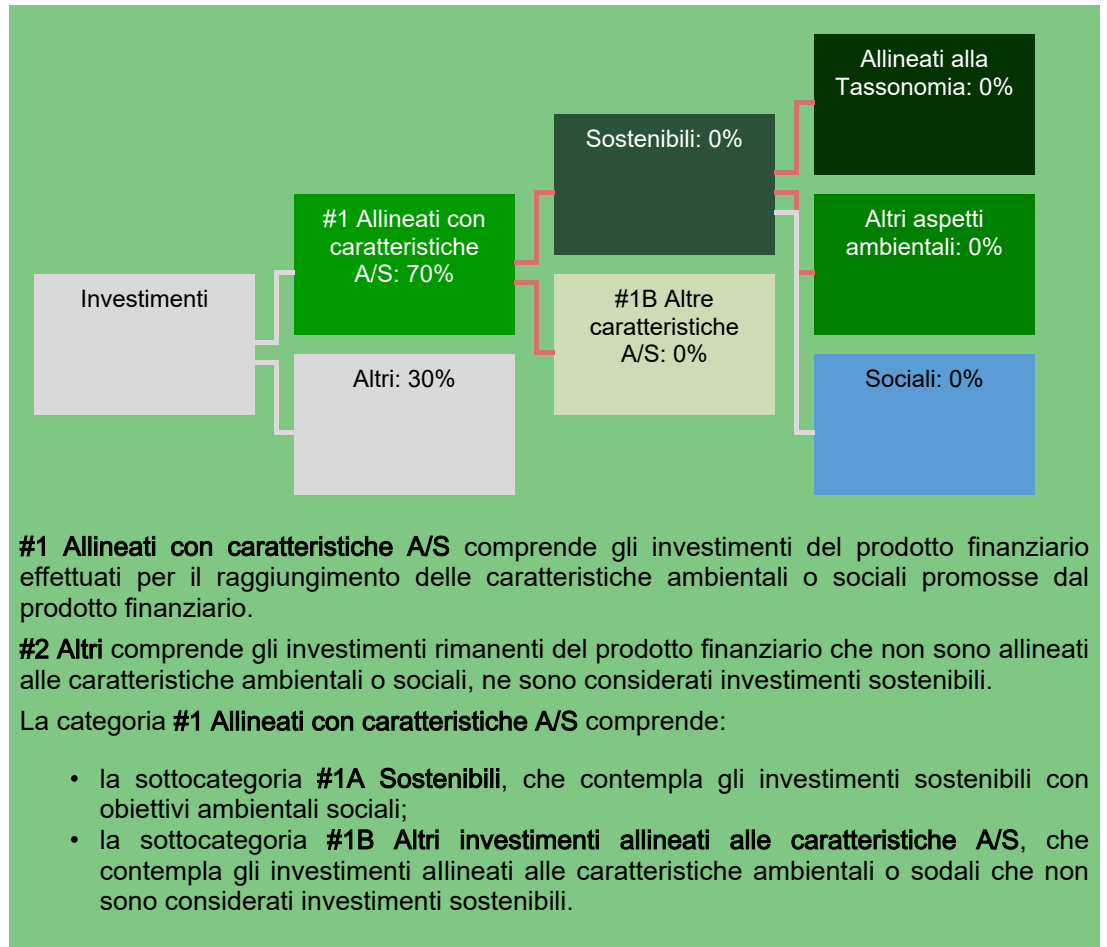 Investimenti
#1 Allineati con
caratteristiche
A/S: 70%
Altri: 30%
Sostenibili: 0%
#1B Altre
caratteristiche
A/S: 0%
Allineati alla
Tassonomia: 0%
Altri aspetti
ambientali: 0%
Sociali: 0%
#1 Allineati con caratteristiche A/S comprende gli investimenti del prodotto finanziario
effettuati per il raggiungimento delle caratteristiche ambientali o sociali promosse dal
prodotto finanziario.
#2 Altri comprende gli investimenti rimanenti del prodotto finanziario che non sono allineati
alle caratteristiche ambientali o sociali, ne sono considerati investimenti sostenibili.
La categoria #1 Allineati con caratteristiche A/S comprende:
• la sottocategoria #1A Sostenibili, che contempla gli investimenti sostenibili con
obiettivi ambientali sociali;
• la sottocategoria #1B Altri investimenti allineati alle caratteristiche A/S, che
contempla gli investimenti allineati alle caratteristiche ambientali o sodali che non
sono considerati investimenti sostenibili.